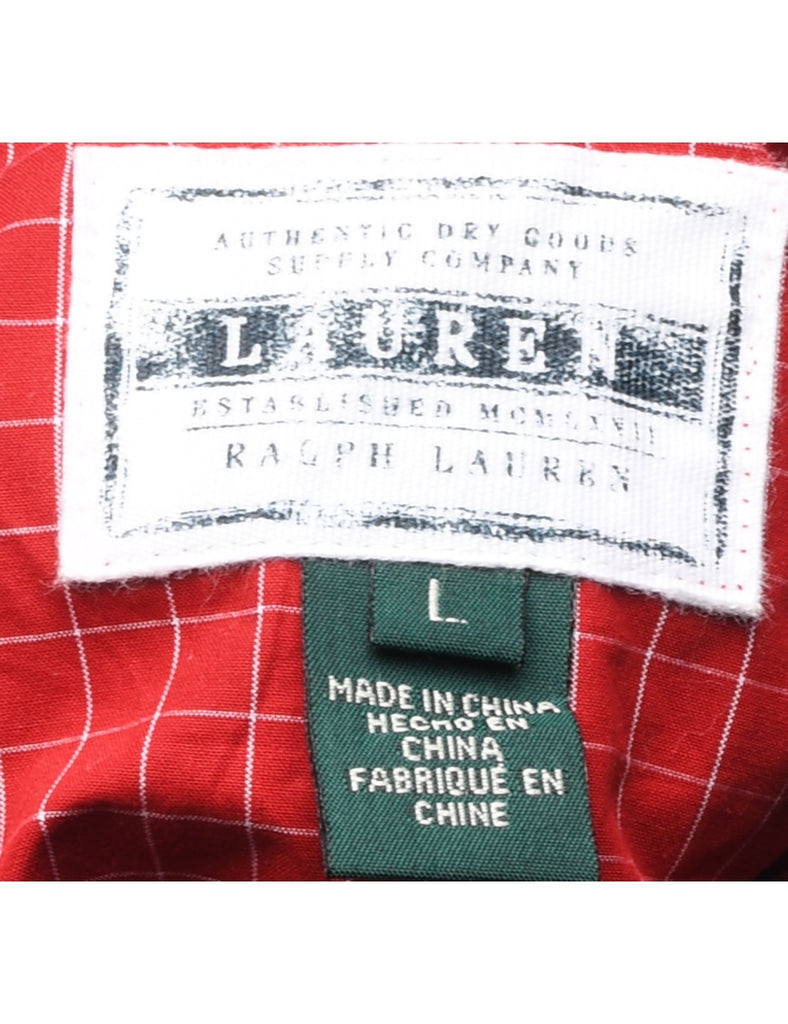 AUTHENTIC DRY GOODS
SUPPLY COMPANY
LAUREN
ESTABLISHED MCMLXVII
RALPH LAUREN
L
MADE IN CHINA
HECHO EN
CHINA
FABRIQUÉ EN
CHINE